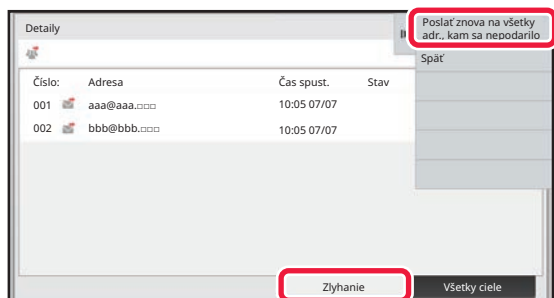 Detaily
Poslať znova na všetky
adr., kam sa nepodarilo
Späť
Číslo: Adresa Čas spust. Stav
001 aaa@aaa.□□□ 10:05 07/07
002 bbb@bbb.□□□ 10:05 07/07
Zlyhanie Všetky ciele